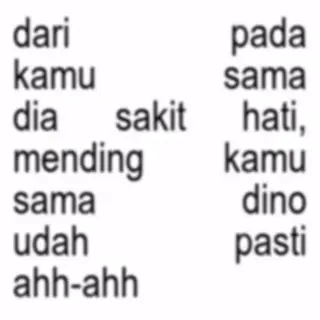 dari pada
kamu sama
dia sakit hati,
mending kamu
sama dino
udah pasti
ahh-ahh